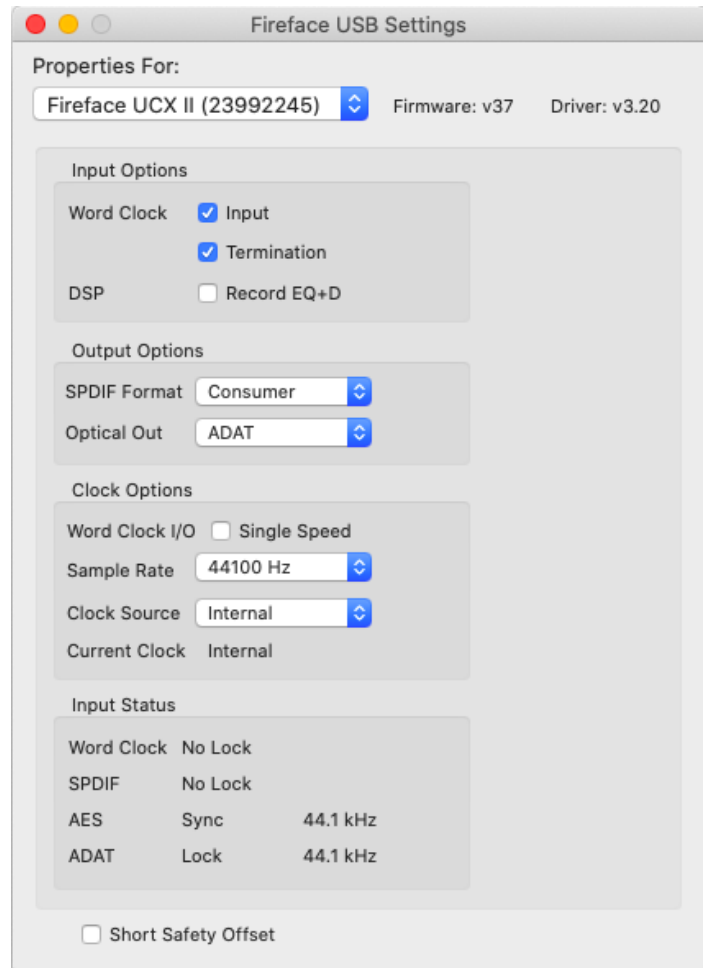 Fireface USB Settings
Properties For:
Fireface UCX II (23992245) Firmware: v37 Driver: v3.20
Input Options
Word Clock Input
Termination
DSP Record EQ+D
Output Options
SPDIF Format Consumer
Optical Out ADAT
Clock Options
Word Clock I/O Single Speed
Sample Rate 44100 Hz
Clock Source Internal
Current Clock Internal
Input Status
Word Clock No Lock
SPDIF No Lock
AES Sync 44.1 kHz
ADAT Lock 44.1 kHz
Short Safety Offset